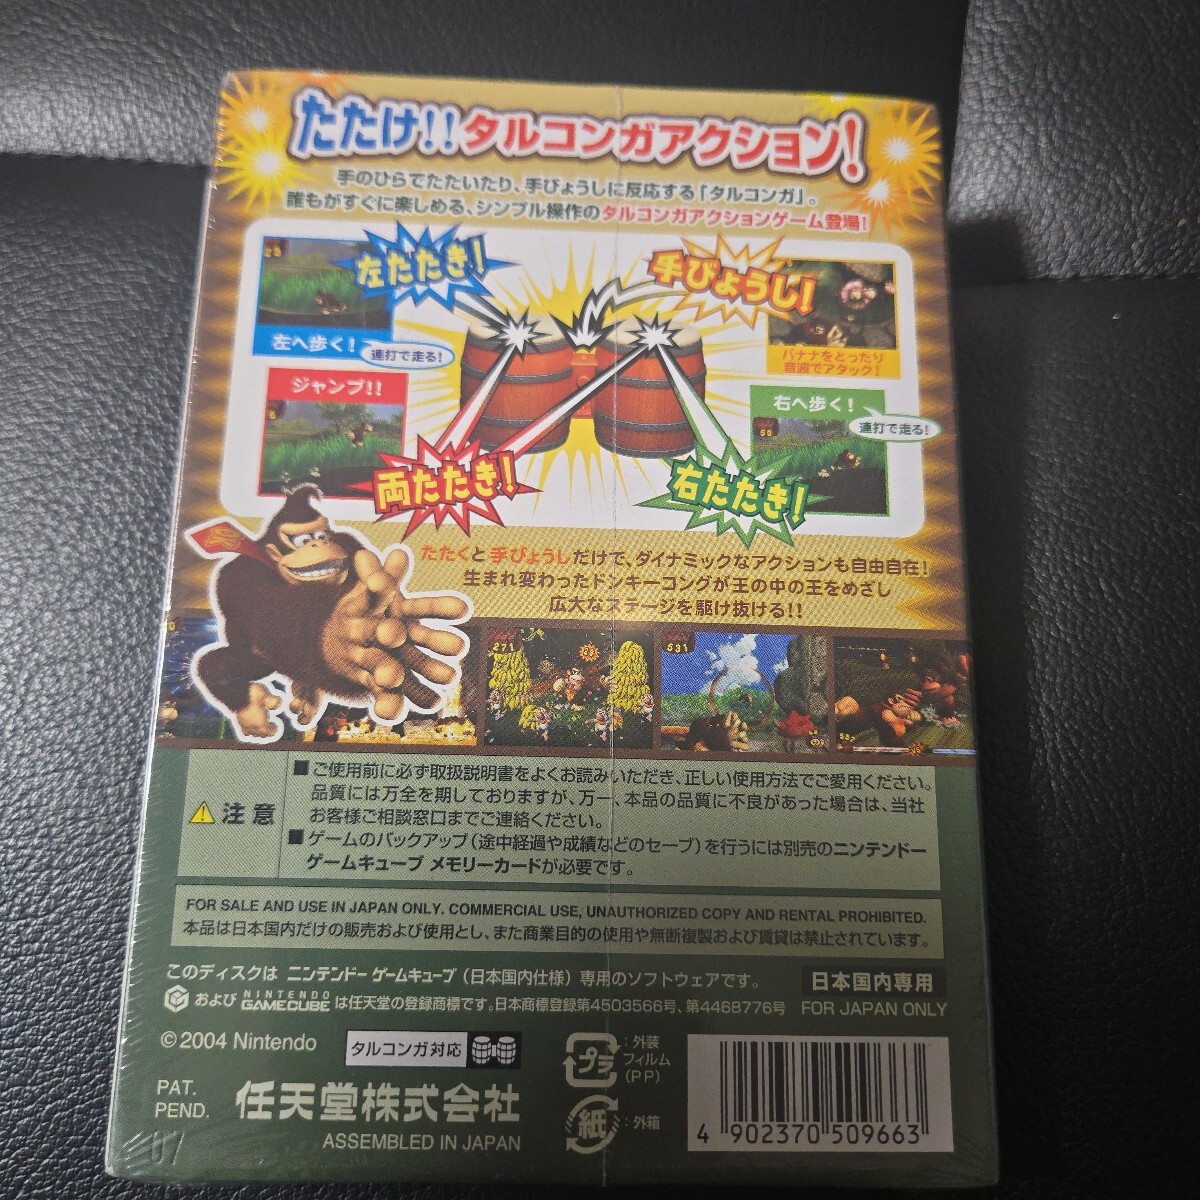 たたけ!!タルコンガアクション!
手のひらでたたいたり、手びょうしに反応する「タルコンガ」。
誰もがすぐに楽しめる、シンプル操作のタルコンガアクションゲーム登場!
左たたき!
手びょうし!
左へ歩く!
連打で走る!
バナナをとったり
音波でアタック!
ジャンプ!!
右へ歩く!
50
連打で走る!
両たたき!
右たたき!
たたくと手びょうしだけで、ダイナミックなアクションも自由自在!
生まれ変わったドンキーコングが王の中の王をめざし
広大なステージを駆け抜ける!!
271
531
注意
■ご使用前に必ず取扱説明書をよくお読みいただき、正しい使用方法でご愛用ください。
品質には万全を期しておりますが、万一、本品の品質に不良があった場合は、当社
お客様ご相談窓口までご連絡ください。
■ゲームのバックアップ(途中経過や成績などのセーブ)を行うには別売のニンテンドー
ゲームキューブ メモリーカードが必要です。
FOR SALE AND USE IN JAPAN ONLY. COMMERCIAL USE, UNAUTHORIZED COPY AND RENTAL PROHIBITED.
本品は日本国内だけの販売および使用とし、また商業目的の使用や無断複製および賃貸は禁止されています。
このディスクは ニンテンドー ゲームキューブ(日本国内仕様)専用のソフトウェアです。
日本国内専用
および NINTENDO GAMECUBE は任天堂の登録商標です。日本商標登録第4503566号、第4468776号
FOR JAPAN ONLY
© 2004 Nintendo
タルコンガ対応
プラ
:外装
フィルム
(PP)
PAT.
PEND.
任天堂株式会社
ASSEMBLED IN JAPAN
紙
:外箱
4 902370 509663